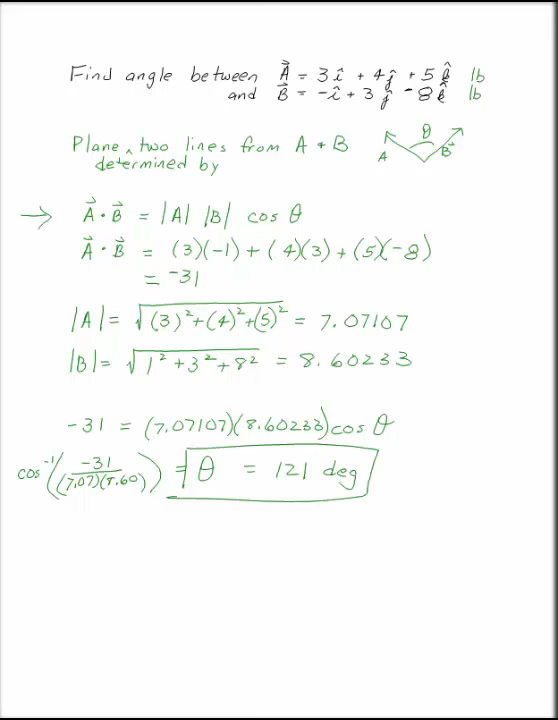 Find angle between A⃗ = 3î + 4ĵ + 5k̂ lb
and B⃗ = -î + 3ĵ - 8k̂ lb
Plane ^ two lines from A + B
determined by
A θ B⃗
→ A⃗ · B⃗ = |A| |B| cos θ
A⃗ · B⃗ = (3)(-1) + (4)(3) + (5)(-8)
= -31
|A| = √((3)² + (4)² + (5)²) = 7.07107
|B| = √(1² + 3² + 8²) = 8.60233
-31 = (7.07107)(8.60233) cos θ
cos⁻¹(-31/((7.07)(8.60))) = θ = 121 deg